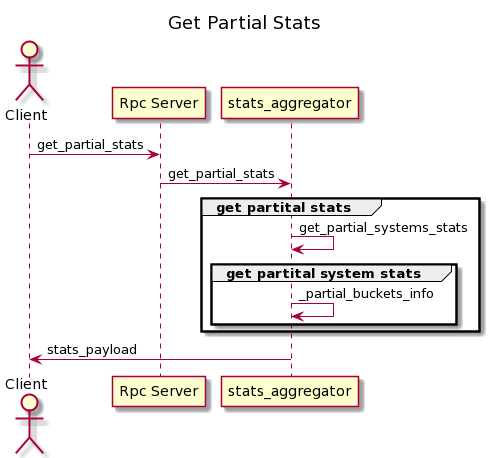 Get Partial Stats
Client
Rpc Server
stats_aggregator
get_partial_stats
get_partial_stats
get partital stats
get_partial_systems_stats
get partital system stats
_partial_buckets_info
stats_payload
Client
Rpc Server
stats_aggregator